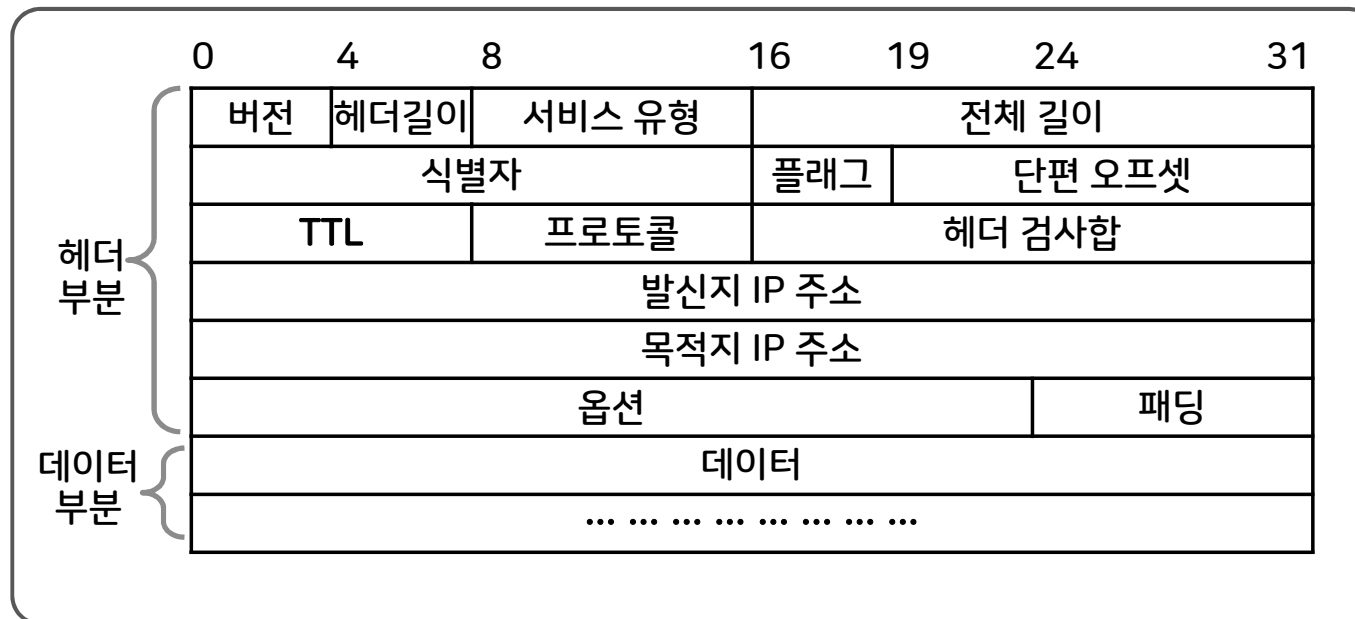 0 4 8 16 19 24 31
버전 헤더길이 서비스 유형 전체 길이
식별자 플래그 단편 오프셋
TTL 프로토콜 헤더 검사합
헤더
부분
발신지 IP 주소
목적지 IP 주소
옵션 패딩
데이터
부분
데이터
... ... ... ... ... ... ... ...